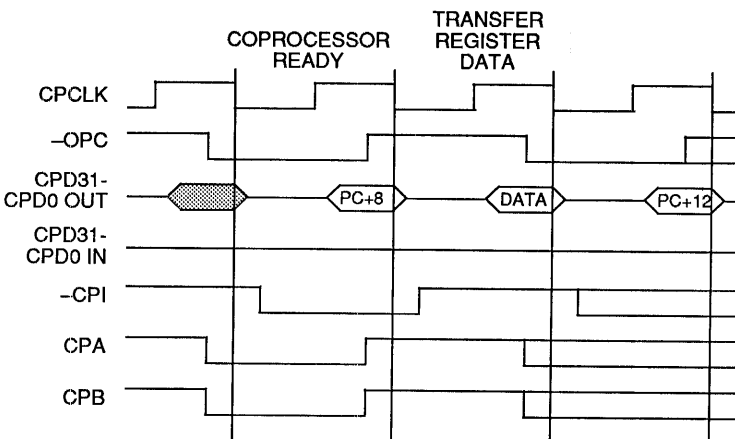 COPROCESSOR
READY
TRANSFER
REGISTER
DATA
CPCLK
–OPC
CPD31-
CPD0 OUT
PC+8
DATA
PC+12
CPD31-
CPD0 IN
–CPI
CPA
CPB